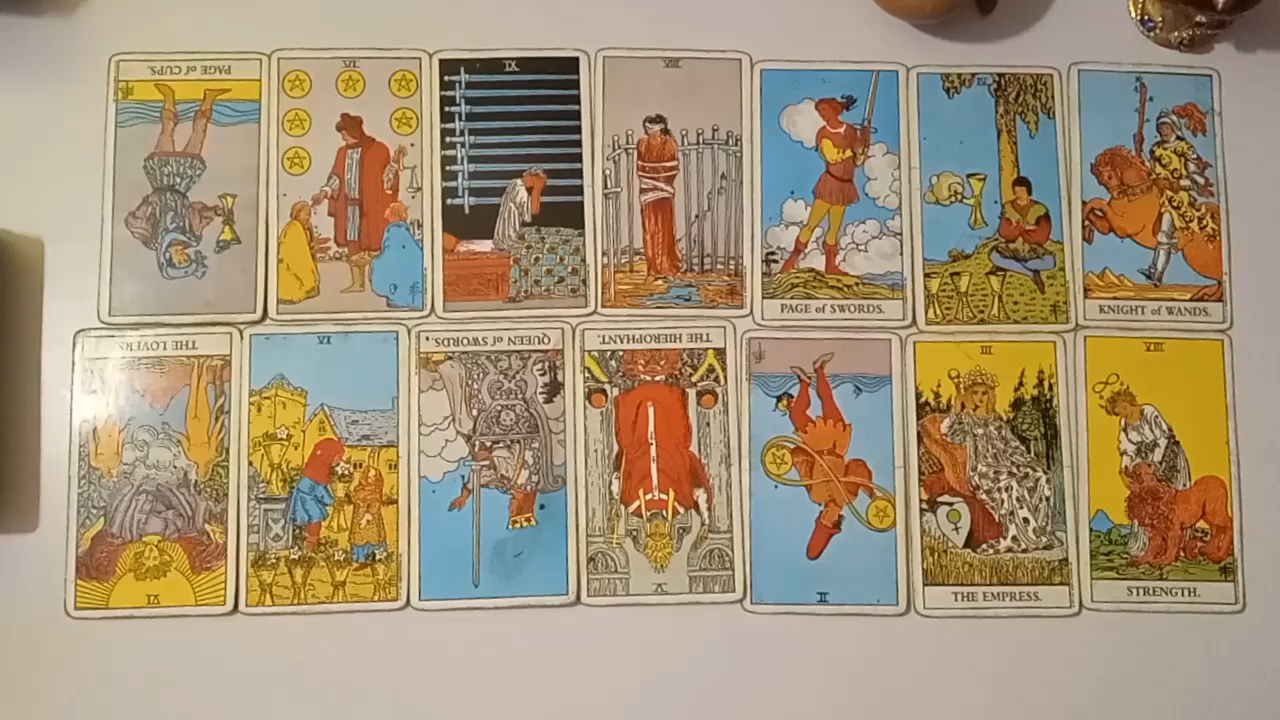 PAGE of CUPS.
VI
IX
VIII
PAGE of SWORDS.
IV
KNIGHT of WANDS.
VI
THE LOVERS.
VI
QUEEN of SWORDS.
V
THE HIEROPHANT.
II
III
THE EMPRESS.
VIII
STRENGTH.